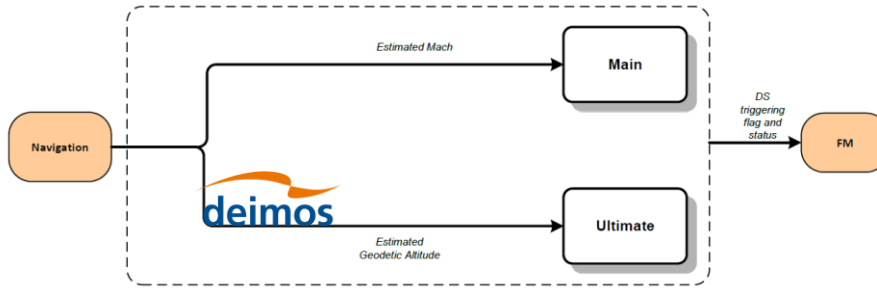 Estimated Mach
Main
DS
triggering
flag and
status
Navigation
FM
deimos
Ultimate
Estimated
Geodetic Altitude